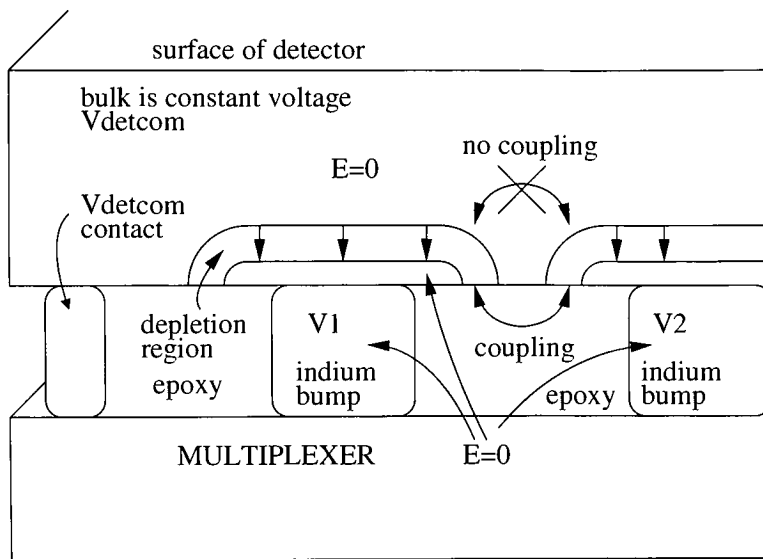 surface of detector
bulk is constant voltage
Vdetcom
no coupling
E=0
Vdetcom
contact
depletion
region
epoxy
V1
indium
bump
coupling
V2
epoxy
indium
bump
MULTIPLEXER
E=0